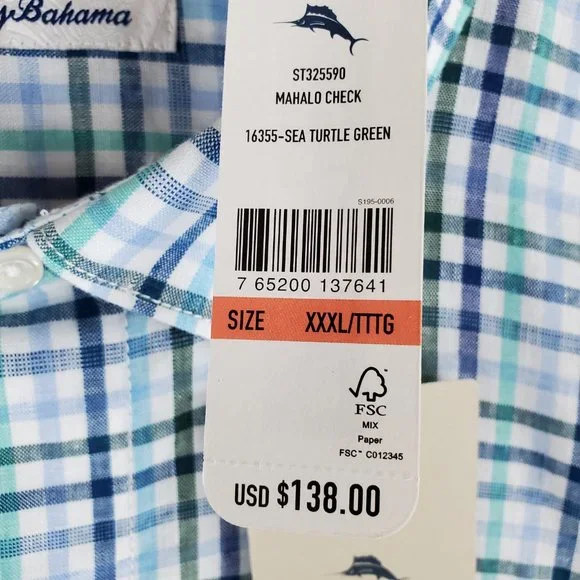 Bahama
ST325590
MAHALO CHECK
16355-SEA TURTLE GREEN
S195-0006
7 65200 137641
SIZE XXXL/TTTG
FSC
MIX
Paper
FSC™ C012345
USD $138.00